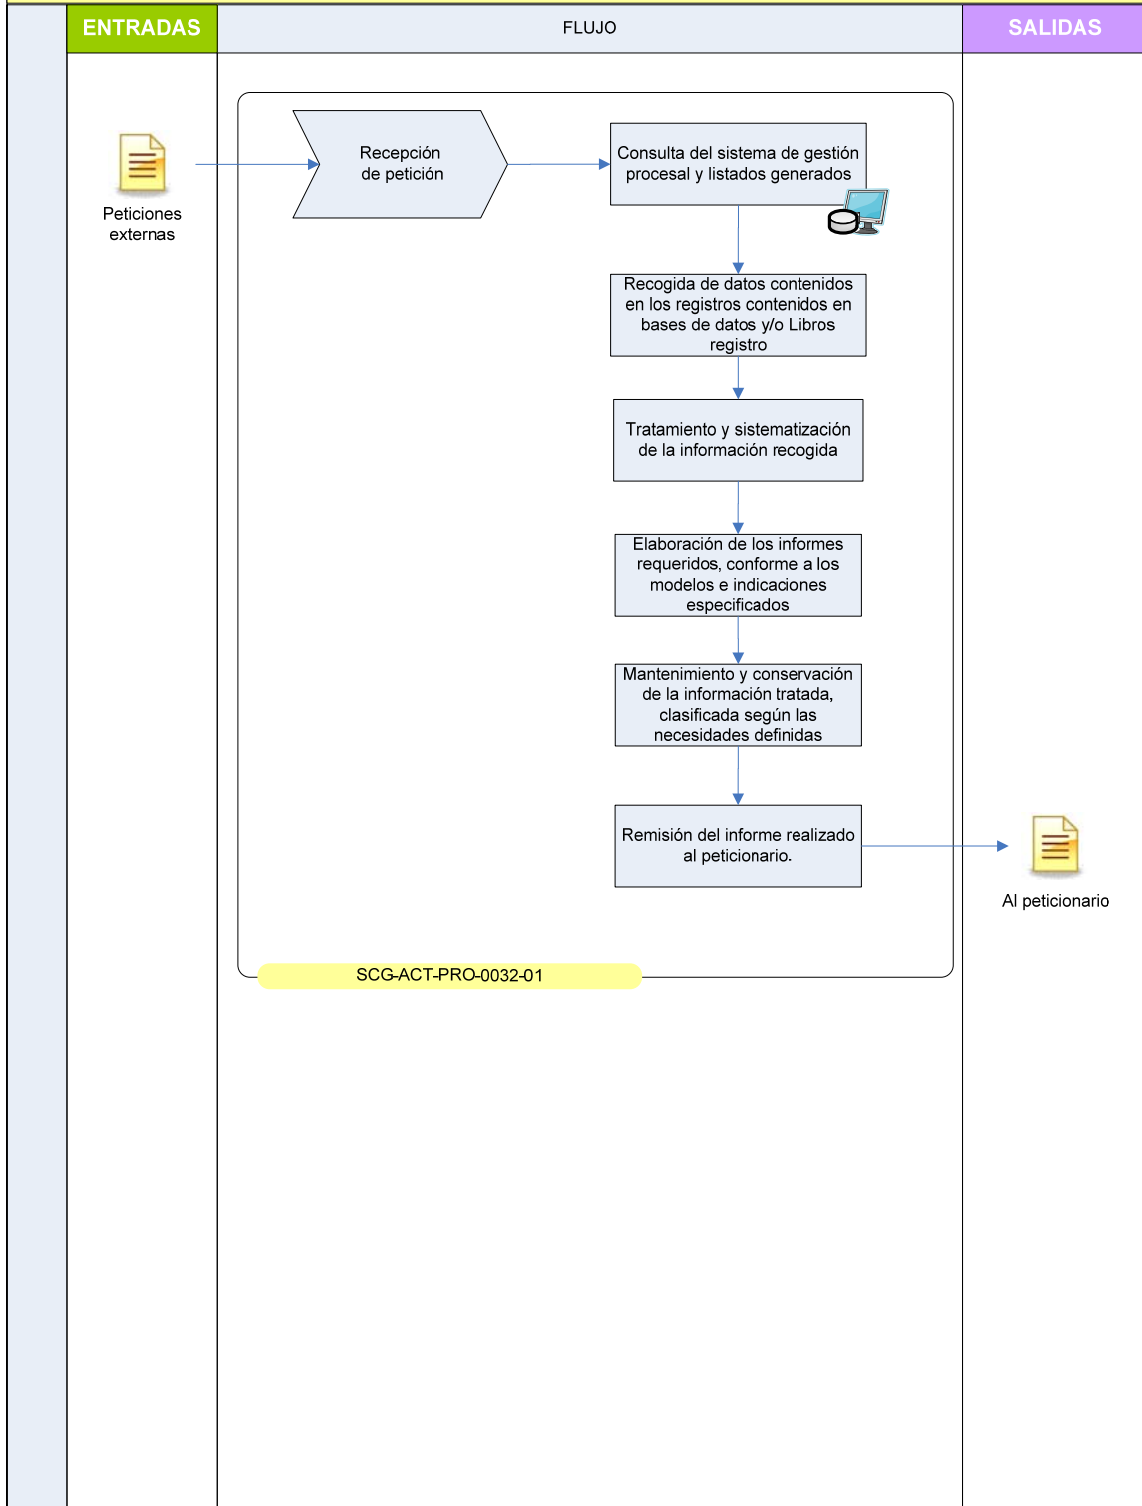 ENTRADAS
FLUJO
SALIDAS
Peticiones
externas
Recepción
de petición
Consulta del sistema de gestión
procesal y listados generados
Recogida de datos contenidos
en los registros contenidos en
bases de datos y/o Libros
registro
Tratamiento y sistematización
de la información recogida
Elaboración de los informes
requeridos, conforme a los
modelos e indicaciones
especificados
Mantenimiento y conservación
de la información tratada,
clasificada según las
necesidades definidas
Remisión del informe realizado
al peticionario.
Al peticionario
SCG-ACT-PRO-0032-01